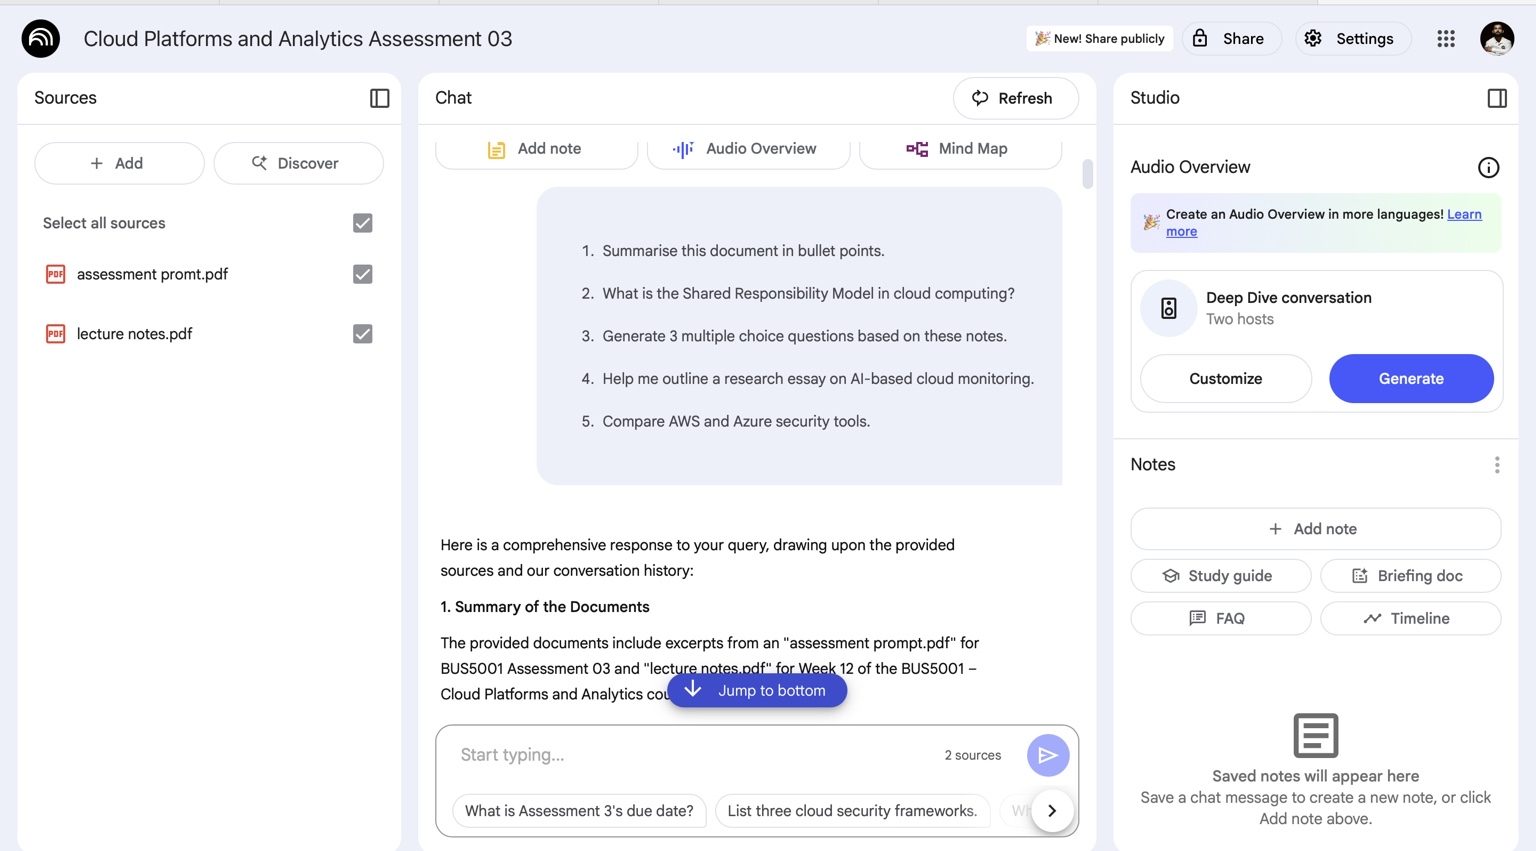 Cloud Platforms and Analytics Assessment 03
New! Share publicly
Share
Settings
Sources
Add
Discover
Select all sources
PDF assessment promt.pdf
PDF lecture notes.pdf
Chat
Refresh
Add note
Audio Overview
Mind Map
1. Summarise this document in bullet points.
2. What is the Shared Responsibility Model in cloud computing?
3. Generate 3 multiple choice questions based on these notes.
4. Help me outline a research essay on AI-based cloud monitoring.
5. Compare AWS and Azure security tools.
Here is a comprehensive response to your query, drawing upon the provided
sources and our conversation history:
1. Summary of the Documents
The provided documents include excerpts from an "assessment prompt.pdf" for
BUS5001 Assessment 03 and "lecture notes.pdf" for Week 12 of the BUS5001 –
Cloud Platforms and Analytics cou
Jump to bottom
Start typing...
2 sources
What is Assessment 3's due date?
List three cloud security frameworks.
Studio
Audio Overview
Create an Audio Overview in more languages! Learn
more
Deep Dive conversation
Two hosts
Customize
Generate
Notes
Add note
Study guide
Briefing doc
FAQ
Timeline
Saved notes will appear here
Save a chat message to create a new note, or click
Add note above.